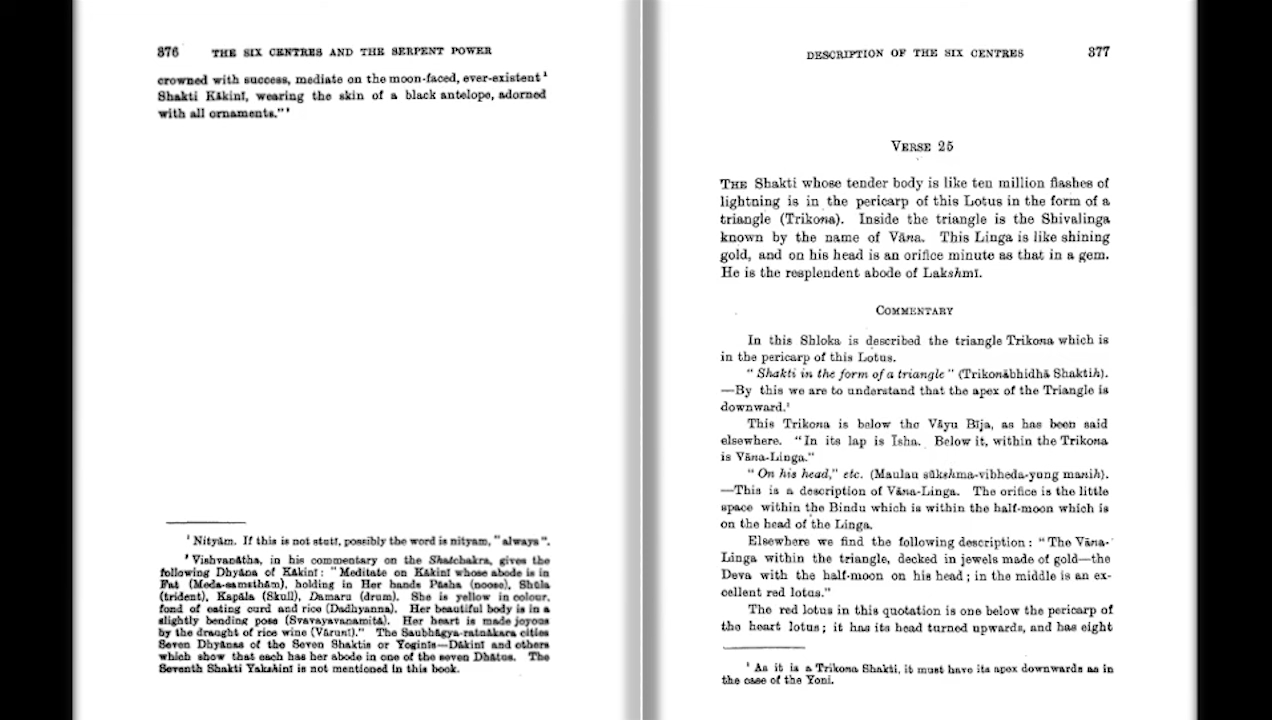 376 THE SIX CENTRES AND THE SERPENT POWER
crowned with success, mediate on the moon-faced, ever-existent¹
Shakti Kākinī, wearing the skin of a black antelope, adorned
with all ornaments."²
¹ Nityām. If this is not stuti, possibly the word is nityam, "always".
² Vishvanātha, in his commentary on the Shatchakra, gives the
following Dhyāna of Kākinī: "Meditate on Kākinī whose abode is in
Fat (Meda-samsthām), holding in Her hands Pāsha (noose), Shūla
(trident), Kapāla (Skull), Damaru (drum). She is yellow in colour,
fond of eating curd and rice (Dadhyanna). Her beautiful body is in a
slightly bending pose (Svavayavanamitā). Her heart is made joyous
by the draught of rice wine (Vārunī)." The Saubhāgya-ratnākara cities
Seven Dhyānas of the Seven Shaktis or Yoginīs—Dākinī and others
which show that each has her abode in one of the seven Dhātus. The
Seventh Shakti Yakshinī is not mentioned in this book.
DESCRIPTION OF THE SIX CENTRES 377
VERSE 25
THE Shakti whose tender body is like ten million flashes of
lightning is in the pericarp of this Lotus in the form of a
triangle (Trikona). Inside the triangle is the Shivalinga
known by the name of Vāna. This Linga is like shining
gold, and on his head is an orifice minute as that in a gem.
He is the resplendent abode of Lakshmī.
COMMENTARY
In this Shloka is described the triangle Trikona which is
in the pericarp of this Lotus.
"Shakti in the form of a triangle" (Trikonābhidhā Shaktih).
—By this we are to understand that the apex of the Triangle is
downward.¹
This Trikona is below the Vāyu Bīja, as has been said
elsewhere. "In its lap is Īsha. Below it, within the Trikona
is Vāna-Linga."
"On his head," etc. (Maulau sūkshma-vibheda-yung manih).
—This is a description of Vāna-Linga. The orifice is the little
space within the Bindu which is within the half-moon which is
on the head of the Linga.
Elsewhere we find the following description: "The Vāna-
Linga within the triangle, decked in jewels made of gold—the
Deva with the half-moon on his head; in the middle is an ex-
cellent red lotus."
The red lotus in this quotation is one below the pericarp of
the heart lotus; it has its head turned upwards, and has eight
¹ As it is a Trikona Shakti, it must have its apex downwards as in
the case of the Yoni.